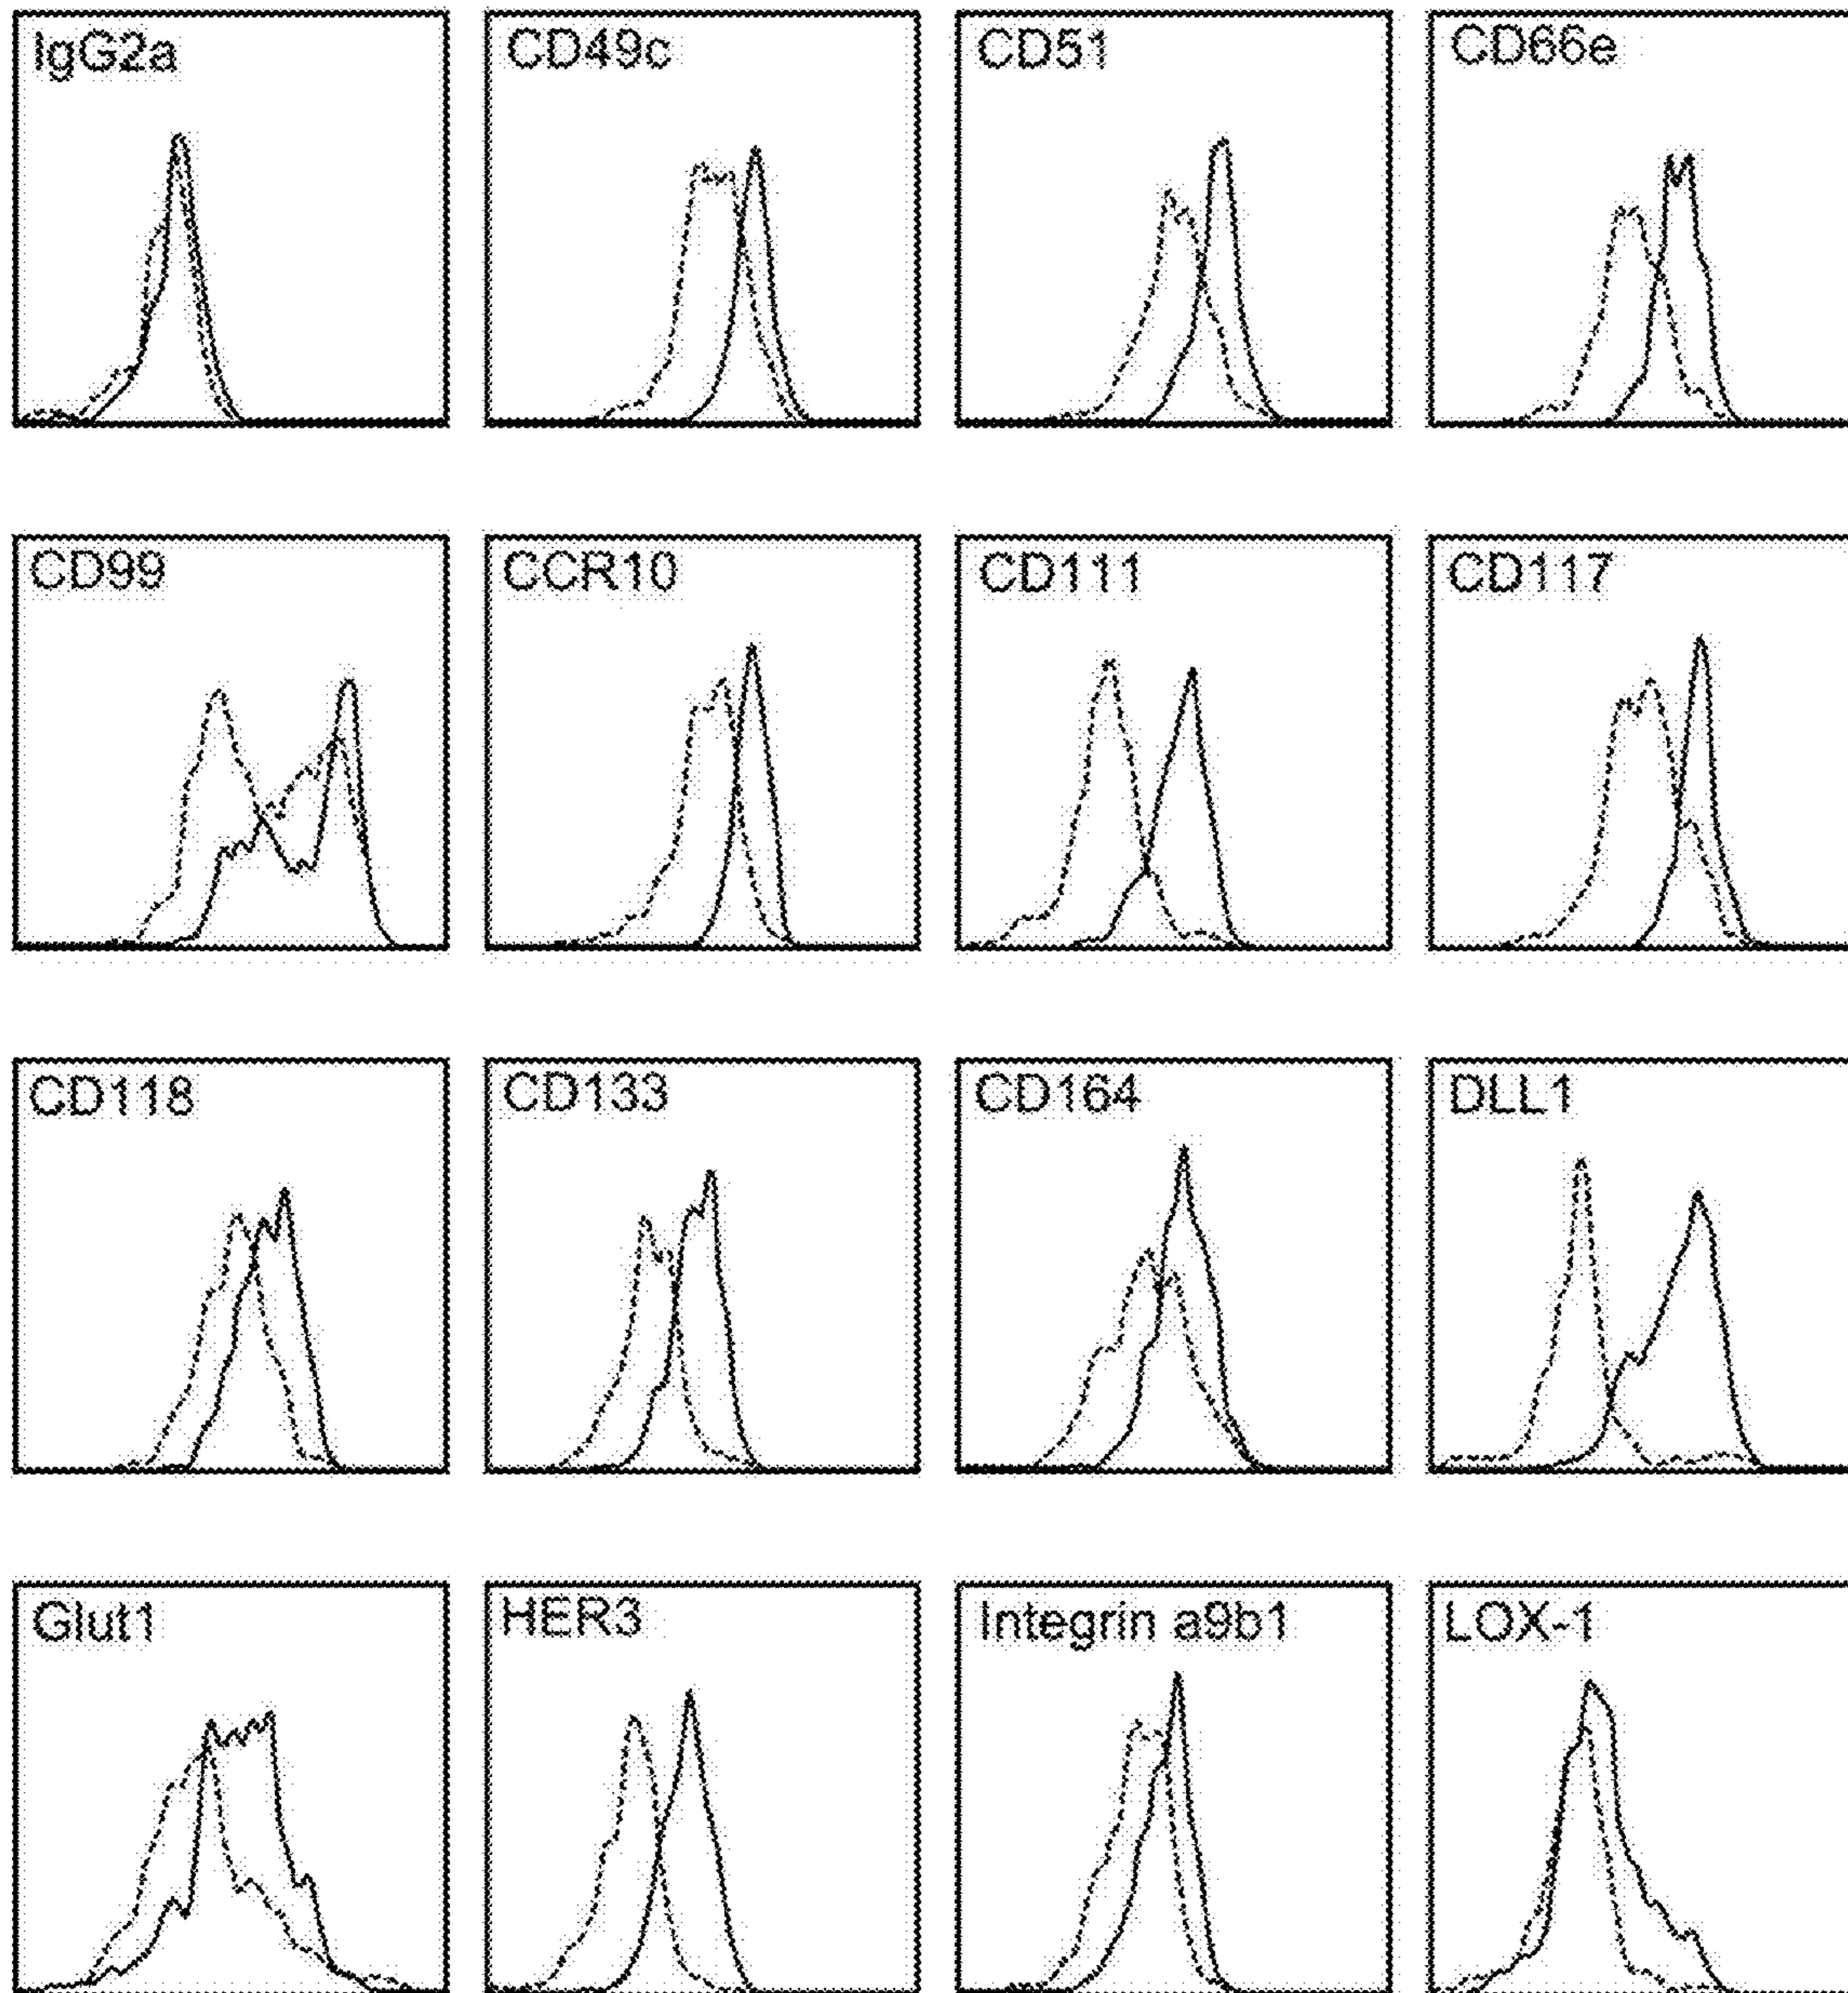 IgG2a
CD49c
CD51
CD66e
CD99
CCR10
CD111
CD117
CD118
CD133
CD164
DLL1
Glut1
HER3
Integrin a9b1
LOX-1